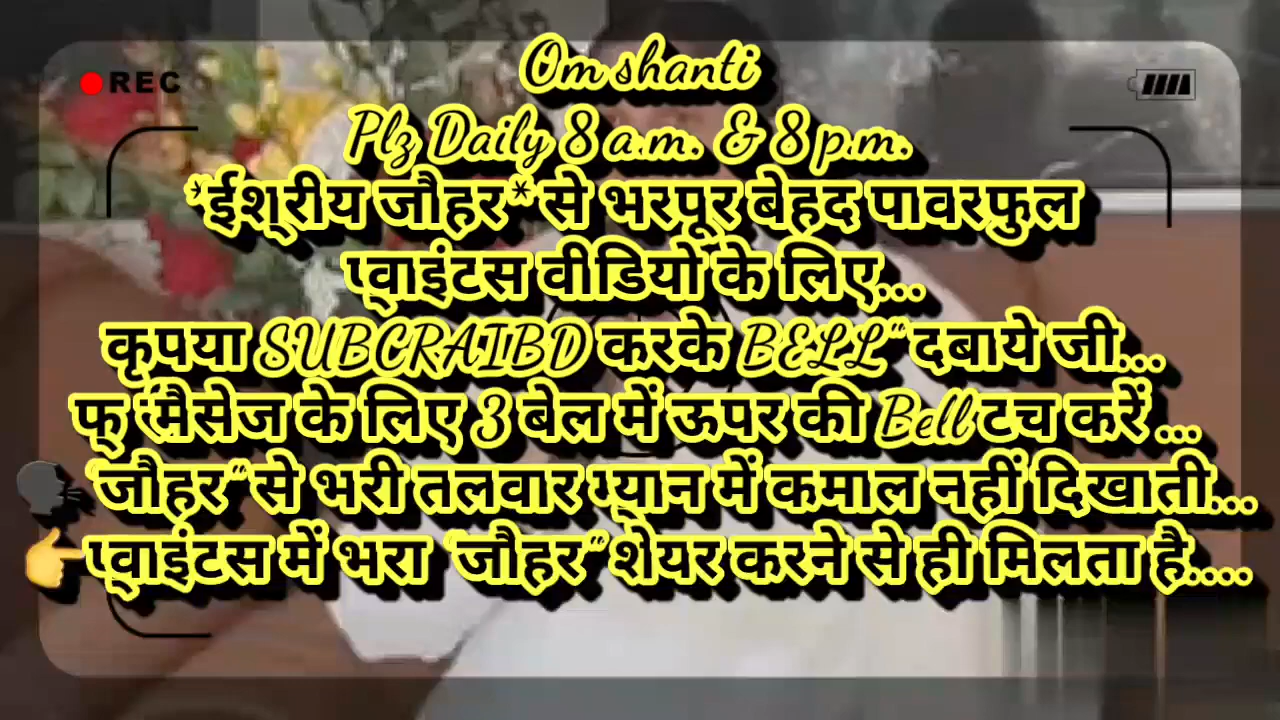 REC
Om shanti
Plz Daily 8 a.m. & 8 p.m.
*ईश्रीय जौहर* से भरपूर बेहद पावरफुल
प्वाइंटस वीडियो के लिए...
कृपया SUBCRAIBD करके BELL" दबाये जी...
मैसेज के लिए 3 बेल में ऊपर की Bell टच करें ...
"जौहर" से भरी तलवार म्यान में कमाल नहीं दिखाती...
प्वाइंटस में भरा "जौहर" शेयर करने से ही मिलता है....